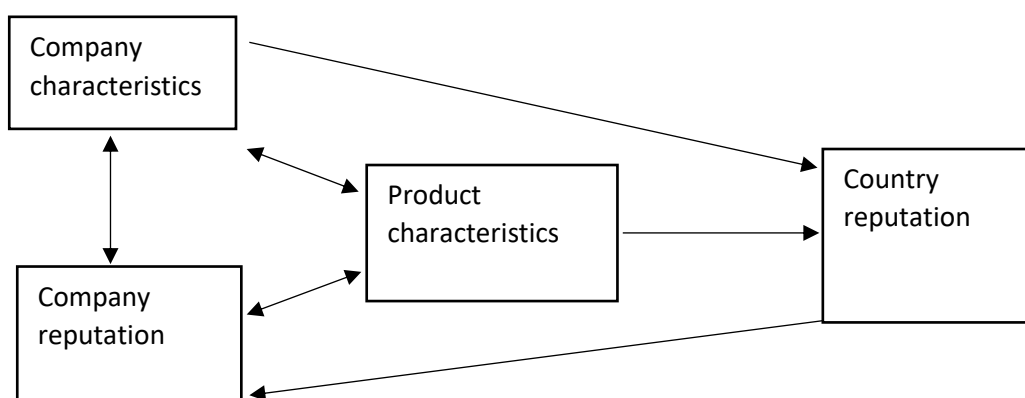 Company
characteristics
Product
characteristics
Country
reputation
Company
reputation